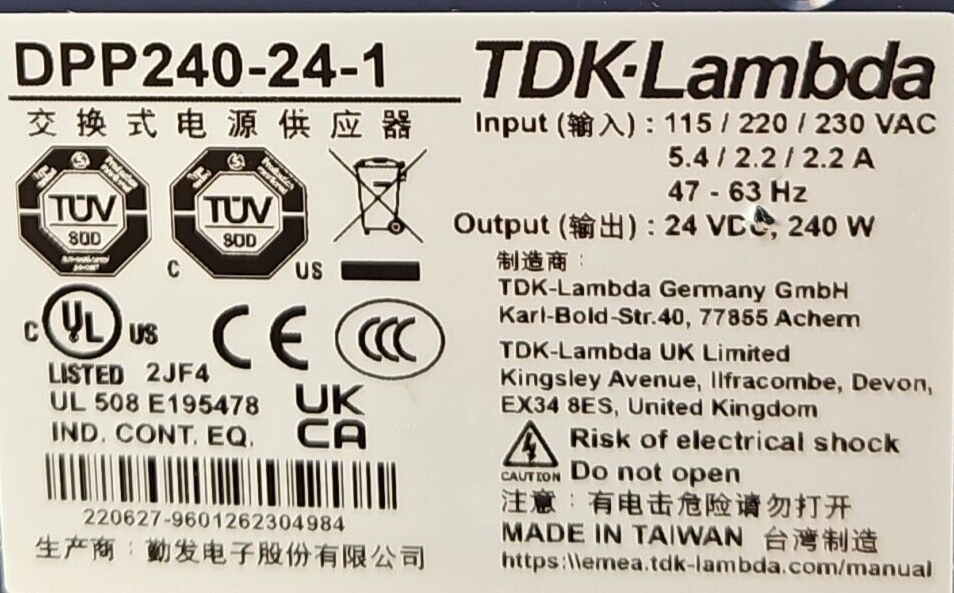 DPP240-24-1
交换式电源供应器
TDK·Lambda
Input (输入) : 115 / 220 / 230 VAC
5.4 / 2.2 / 2.2 A
47 - 63 Hz
Output (输出) : 24 VDC, 240 W
TÜV
SÜD
TÜV
SÜD
C US
C UL US
LISTED 2JF4
UL 508 E195478
IND. CONT. EQ.
CE
CCC
UK
CA
220627-9601262304984
生产商：勤发电子股份有限公司
制造商：
TDK-Lambda Germany GmbH
Karl-Bold-Str.40, 77855 Achern
TDK-Lambda UK Limited
Kingsley Avenue, Ilfracombe, Devon,
EX34 8ES, United Kingdom
CAUTION
Risk of electrical shock
Do not open
注意：有电击危险请勿打开
MADE IN TAIWAN 台湾制造
https:\\emea.tdk-lambda.com/manual